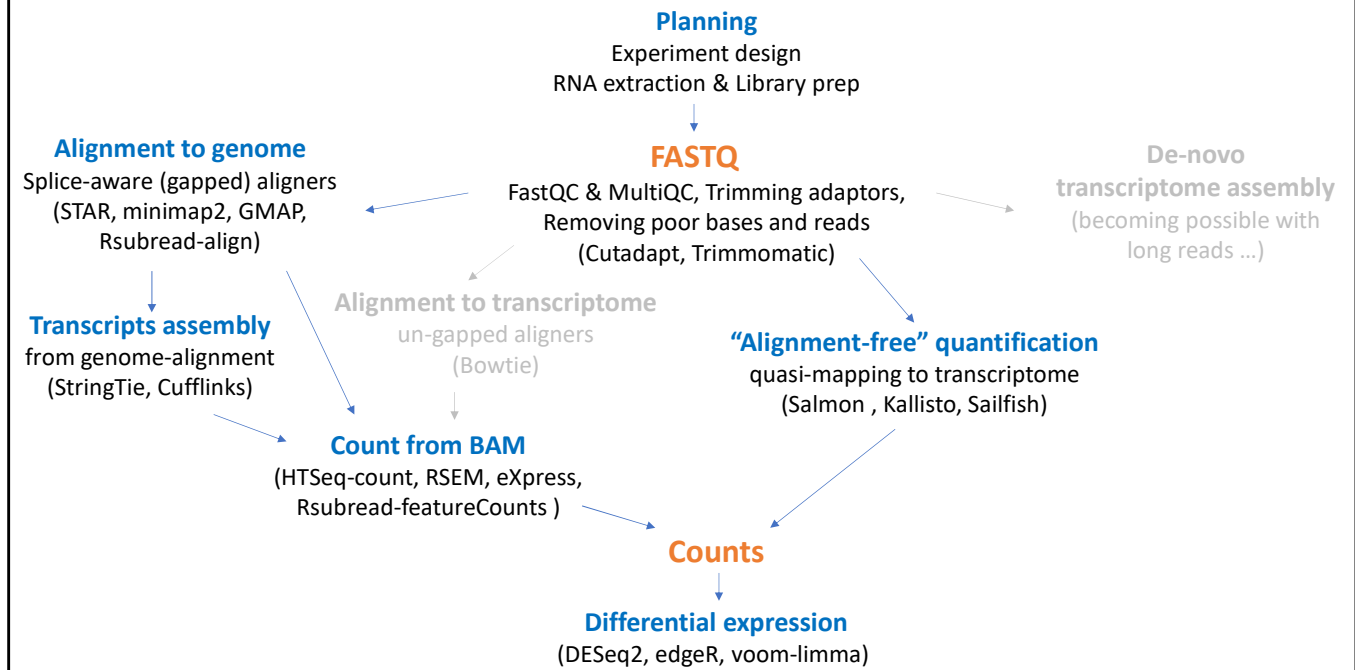 Planning
Experiment design
RNA extraction & Library prep
Alignment to genome
Splice-aware (gapped) aligners
(STAR, minimap2, GMAP,
Rsubread-align)
FASTQ
FastQC & MultiQC, Trimming adaptors,
Removing poor bases and reads
(Cutadapt, Trimmomatic)
De-novo
transcriptome assembly
(becoming possible with
long reads ...)
Transcripts assembly
from genome-alignment
(StringTie, Cufflinks)
Alignment to transcriptome
un-gapped aligners
(Bowtie)
“Alignment-free” quantification
quasi-mapping to transcriptome
(Salmon , Kallisto, Sailfish)
Count from BAM
(HTSeq-count, RSEM, eXpress,
Rsubread-featureCounts )
Counts
Differential expression
(DESeq2, edgeR, voom-limma)